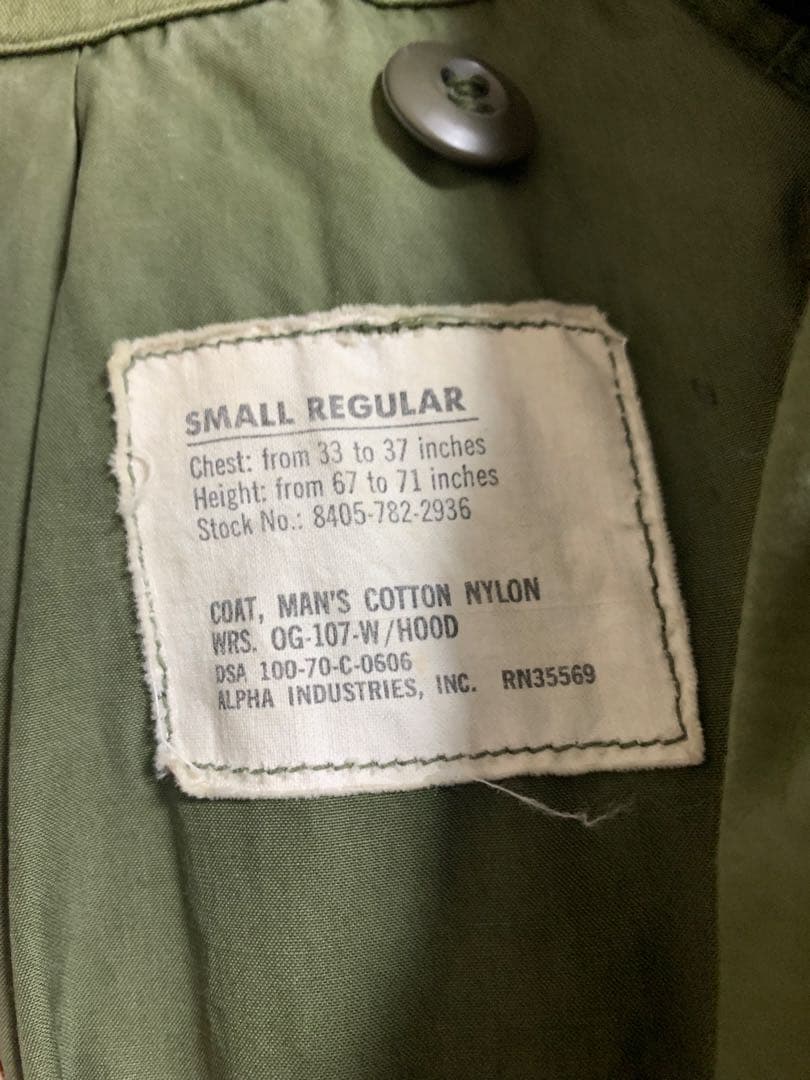 SMALL REGULAR
Chest: from 33 to 37 inches
Height: from 67 to 71 inches
Stock No.: 8405-782-2936
COAT, MAN'S COTTON NYLON
WRS. OG-107-W/HOOD
DSA 100-70-C-0606
ALPHA INDUSTRIES, INC. RN35569